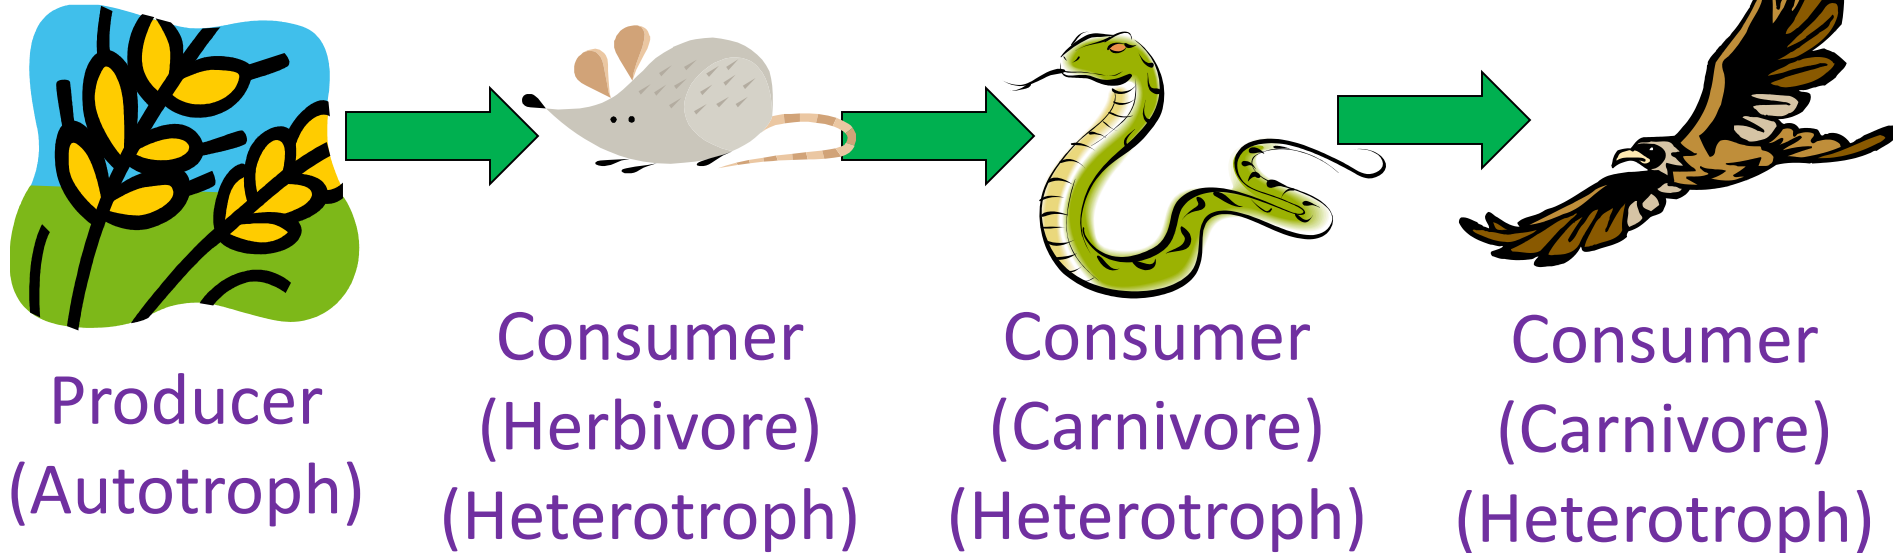 Producer
(Autotroph)
Consumer
(Herbivore)
(Heterotroph)
Consumer
(Carnivore)
(Heterotroph)
Consumer
(Carnivore)
(Heterotroph)